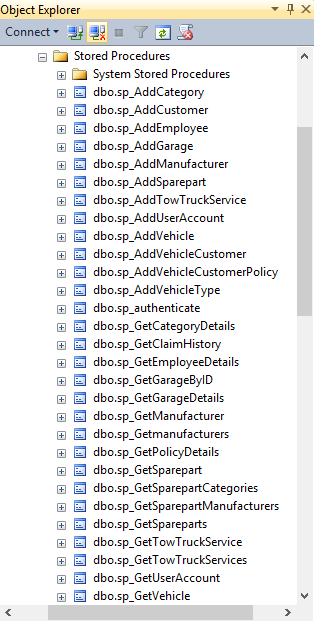 Object Explorer
Connect
Stored Procedures
System Stored Procedures
dbo.sp_AddCategory
dbo.sp_AddCustomer
dbo.sp_AddEmployee
dbo.sp_AddGarage
dbo.sp_AddManufacturer
dbo.sp_AddSparepart
dbo.sp_AddTowTruckService
dbo.sp_AddUserAccount
dbo.sp_AddVehicle
dbo.sp_AddVehicleCustomer
dbo.sp_AddVehicleCustomerPolicy
dbo.sp_AddVehicleType
dbo.sp_authenticate
dbo.sp_GetCategoryDetails
dbo.sp_GetClaimHistory
dbo.sp_GetEmployeeDetails
dbo.sp_GetGarageByID
dbo.sp_GetGarageDetails
dbo.sp_GetManufacturer
dbo.sp_Getmanufacturers
dbo.sp_GetPolicyDetails
dbo.sp_GetSparepart
dbo.sp_GetSparepartCategories
dbo.sp_GetSparepartManufacturers
dbo.sp_GetSpareparts
dbo.sp_GetTowTruckService
dbo.sp_GetTowTruckServices
dbo.sp_GetUserAccount
dbo.sp_GetVehicle